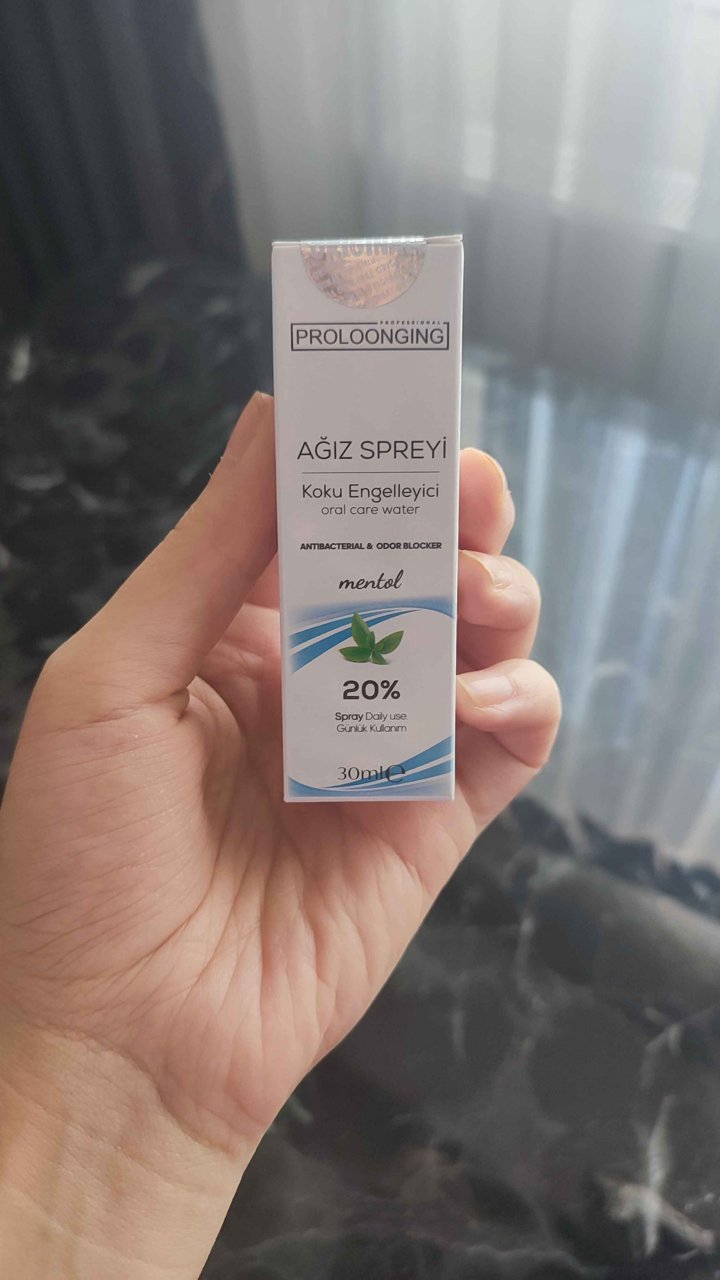 PROFESSIONAL
PROLOONGING
AĞIZ SPREYİ
Koku Engelleyici
oral care water
ANTIBACTERIAL & ODOR BLOCKER
mentol
20%
Spray Daily use.
Günlük Kullanım
30ml℮